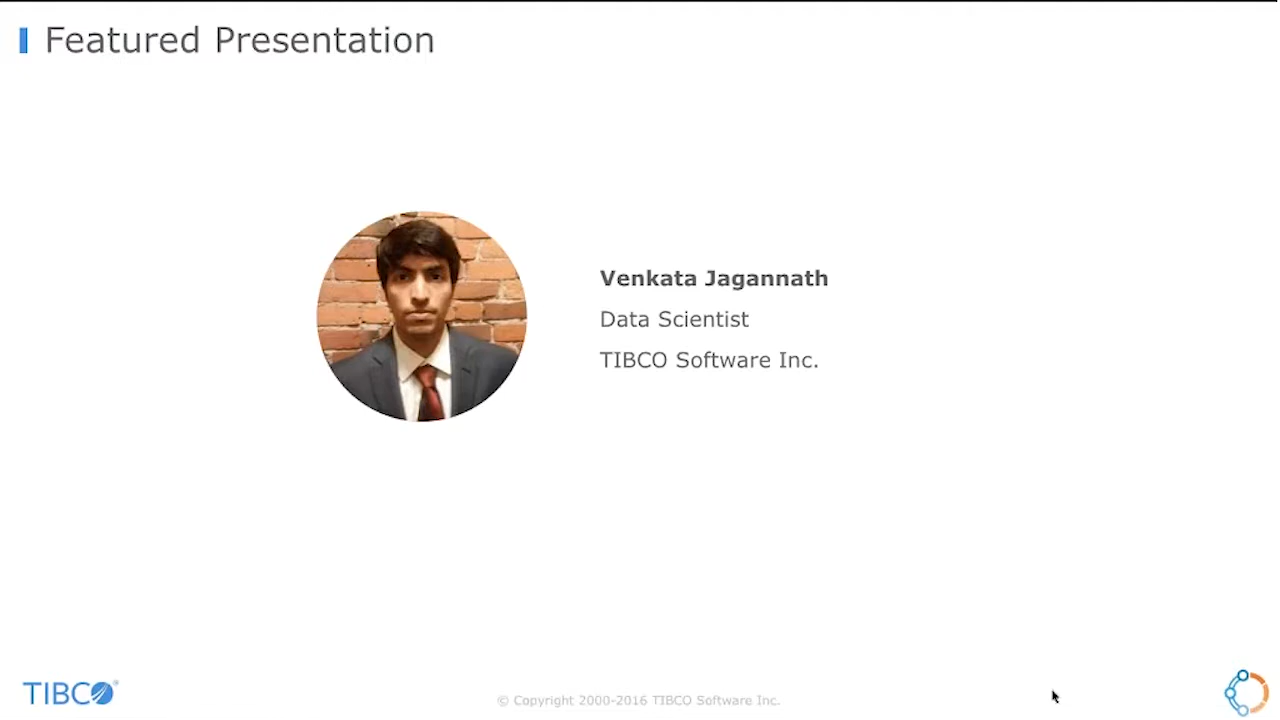 Featured Presentation
Venkata Jagannath
Data Scientist
TIBCO Software Inc.
TIBCO®
© Copyright 2000-2016 TIBCO Software Inc.